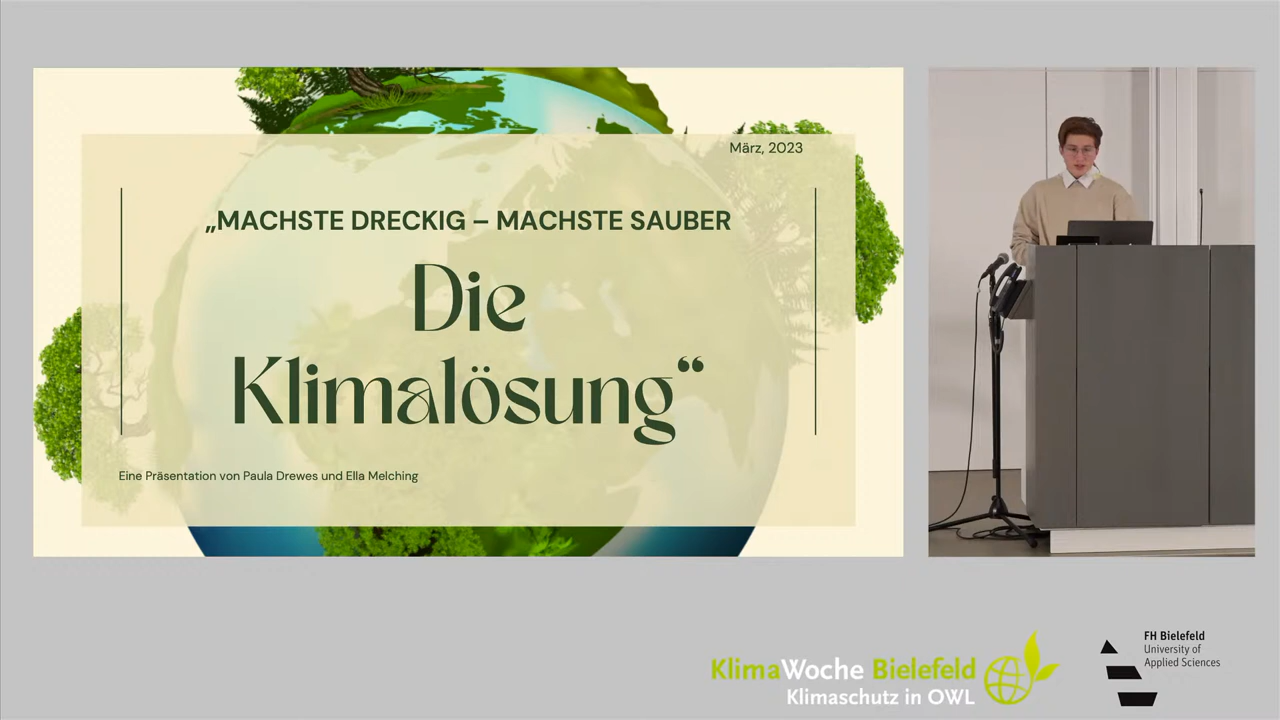 März, 2023
„MACHSTE DRECKIG – MACHSTE SAUBER
Die
Klimalösung“
Eine Präsentation von Paula Drewes und Ella Melching
KlimaWoche Bielefeld
Klimaschutz in OWL
FH Bielefeld
University of
Applied Sciences